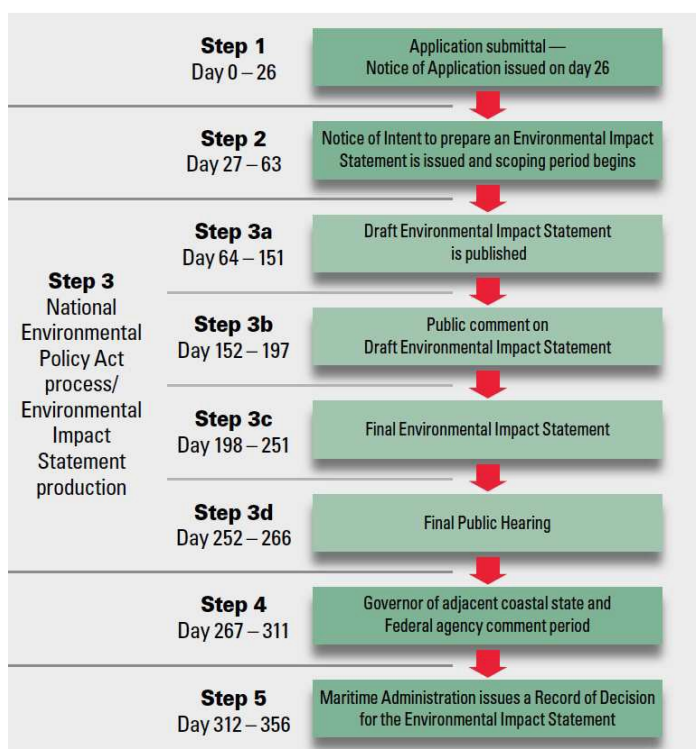 Step 1
Day 0 – 26
Application submittal —
Notice of Application issued on day 26
Step 2
Day 27 – 63
Notice of Intent to prepare an Environmental Impact
Statement is issued and scoping period begins
Step 3
National
Environmental
Policy Act
process/
Environmental
Impact
Statement
production
Step 3a
Day 64 – 151
Draft Environmental Impact Statement
is published
Step 3b
Day 152 – 197
Public comment on
Draft Environmental Impact Statement
Step 3c
Day 198 – 251
Final Environmental Impact Statement
Step 3d
Day 252 – 266
Final Public Hearing
Step 4
Day 267 – 311
Governor of adjacent coastal state and
Federal agency comment period
Step 5
Day 312 – 356
Maritime Administration issues a Record of Decision
for the Environmental Impact Statement